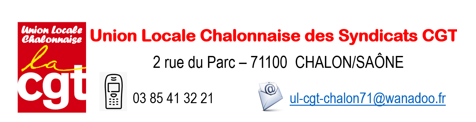 Union Locale
Chalonnaise
la
cgt
Union Locale Chalonnaise des Syndicats CGT
2 rue du Parc – 71100 CHALON/SAÔNE
03 85 41 32 21
ul-cgt-chalon71@wanadoo.fr